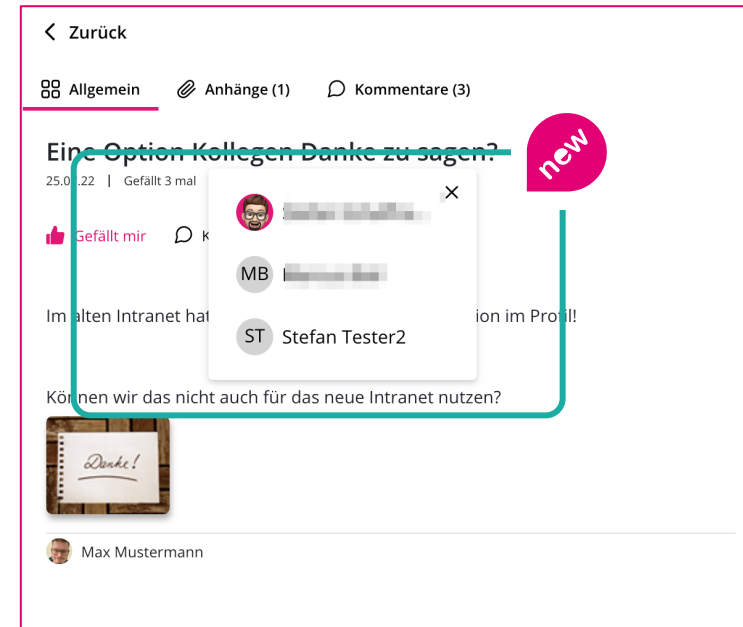 Zurück
Allgemein
Anhänge (1)
Kommentare (3)
Eine Option Kollegen Danke zu sagen?
new
25.0 .22 | Gefällt 3 mal
Gefällt mir
K
MB
ST Stefan Tester2
Im alten Intranet hat
ion im Profil!
Können wir das nicht auch für das neue Intranet nutzen?
Danke!
Max Mustermann